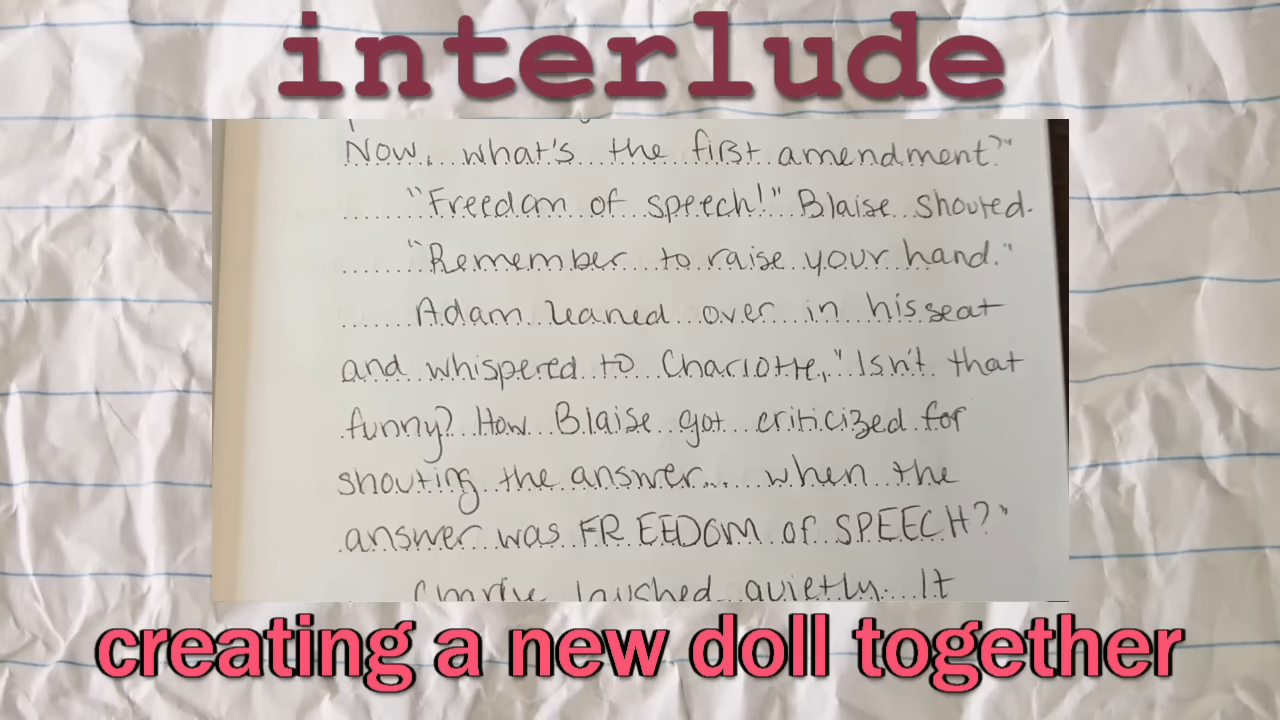 interlude
Now, what's the first amendment?"
"Freedom of speech!" Blaise shouted.
"Remember to raise your hand."
Adam leaned over in his seat
and whispered to Charlotte, "Isn't that
funny? How Blaise got criticized for
shouting the answer... when the
answer was FREEDOM of SPEECH?"
laughed quietly. It
creating a new doll together